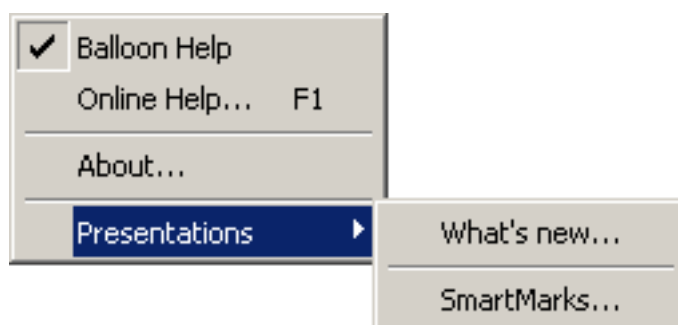 Balloon Help
Online Help... F1
About...
Presentations
What's new...
SmartMarks...